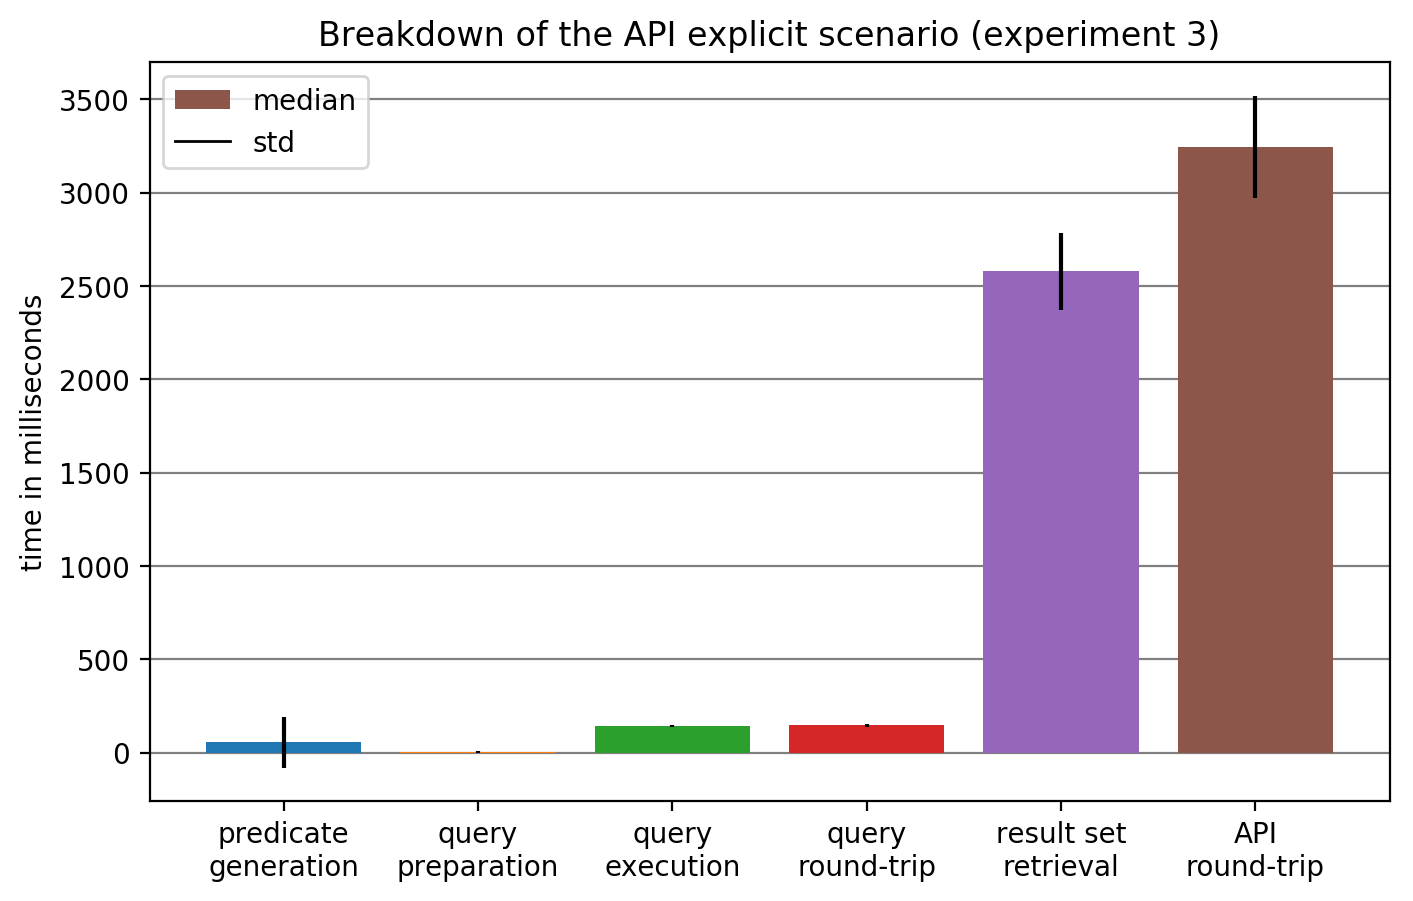 Breakdown of the API explicit scenario (experiment 3)
median
std
time in milliseconds
3500
3000
2500
2000
1500
1000
500
0
predicate
generation
query
preparation
query
execution
query
round-trip
result set
retrieval
API
round-trip